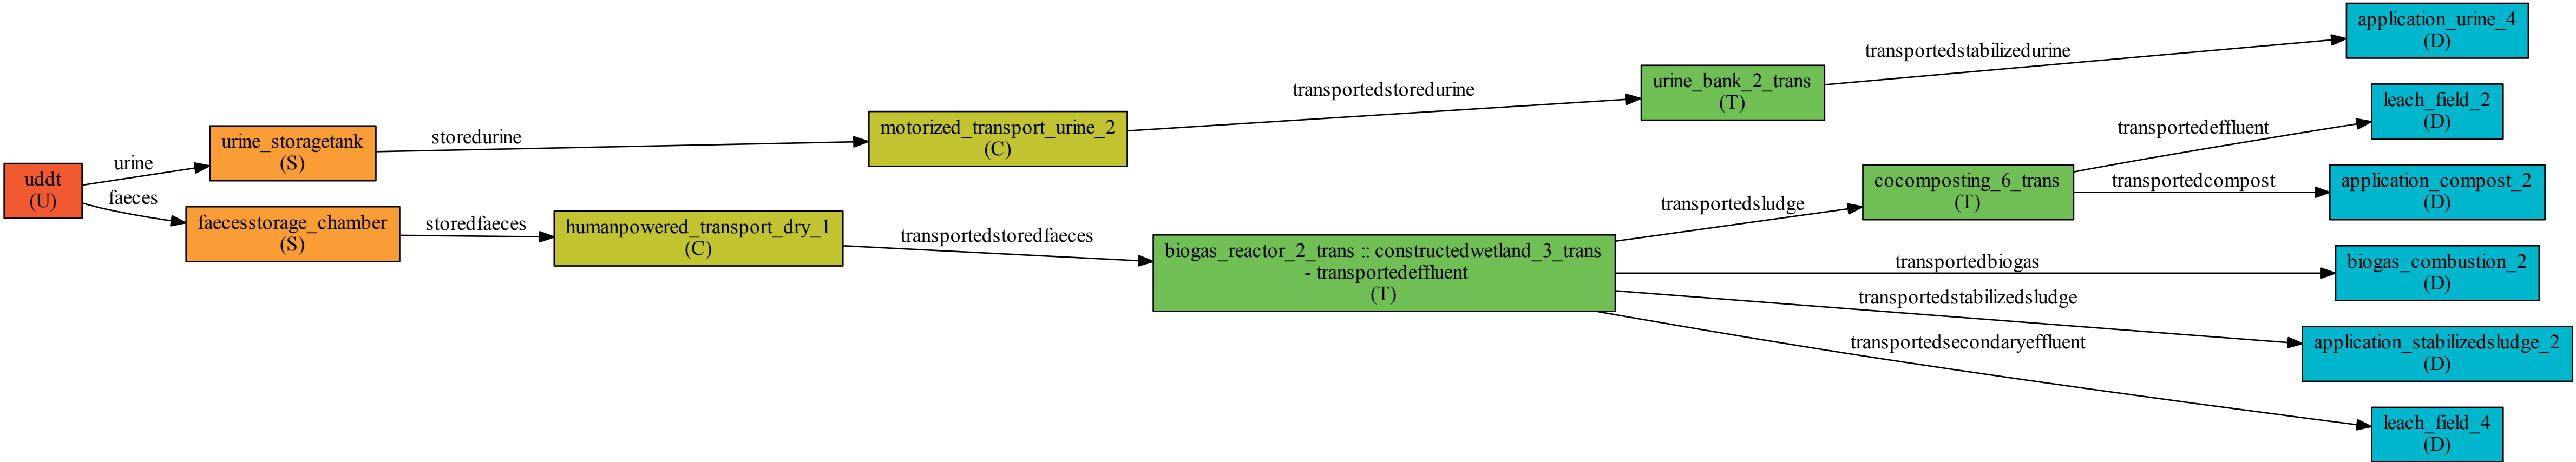 uddt
(U)
urine
faeces
urine_storagetank
(S)
faecesstorage_chamber
(S)
storedurine
storedfaeces
humanpowered_transport_dry_1
(C)
motorized_transport_urine_2
(C)
transportedstoredfaeces
transportedstoredurine
biogas_reactor_2_trans :: constructedwetland_3_trans
- transportedeffluent
(T)
urine_bank_2_trans
(T)
transportedsludge
cocomposting_6_trans
(T)
transportedstabilizedurine
transportedeffluent
transportedcompost
transportedbiogas
transportedstabilizedsludge
transportedsecondaryeffluent
application_urine_4
(D)
leach_field_2
(D)
application_compost_2
(D)
biogas_combustion_2
(D)
application_stabilizedsludge_2
(D)
leach_field_4
(D)